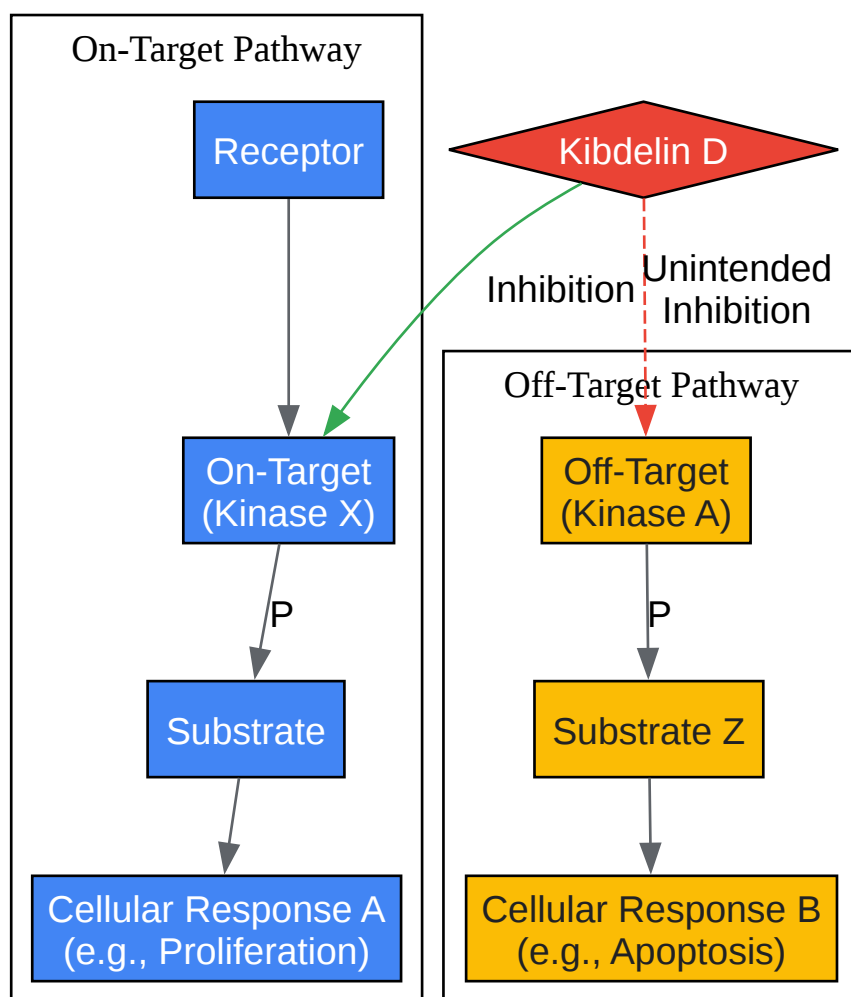 On-Target Pathway
Receptor
Kibdelin D
Inhibition
Unintended
Inhibition
Off-Target Pathway
On-Target
(Kinase X)
Off-Target
(Kinase A)
P
P
Substrate
Substrate Z
Cellular Response A
(e.g., Proliferation)
Cellular Response B
(e.g., Apoptosis)